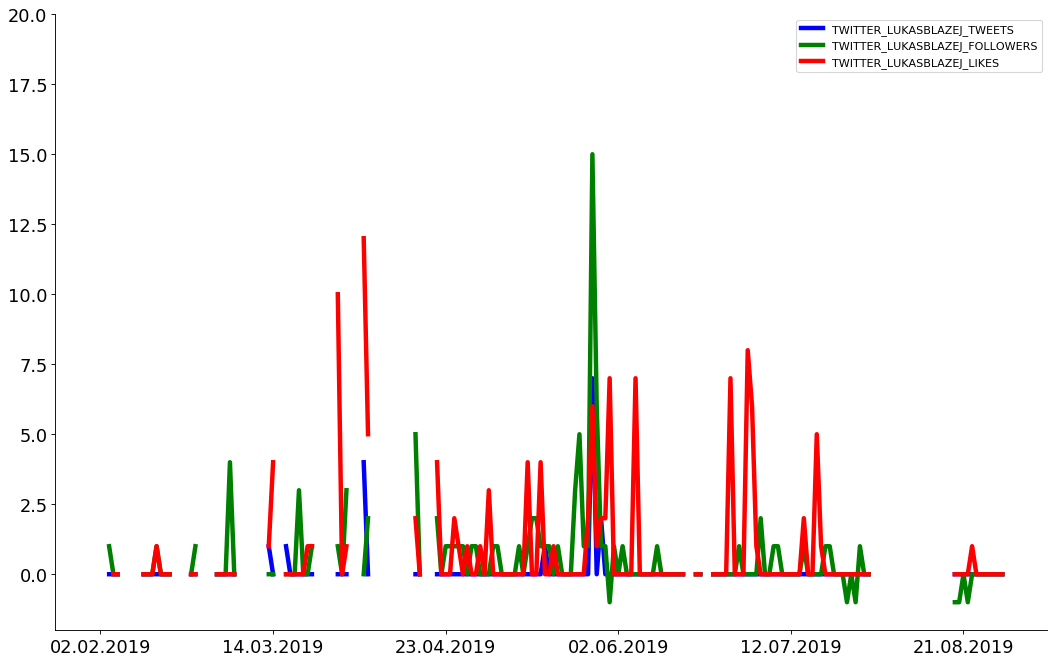 20.0
17.5
15.0
12.5
10.0
7.5
5.0
2.5
0.0
TWITTER_LUKASBLAZEJ_TWEETS
TWITTER_LUKASBLAZEJ_FOLLOWERS
TWITTER_LUKASBLAZEJ_LIKES
02.02.2019 14.03.2019 23.04.2019 02.06.2019 12.07.2019 21.08.2019